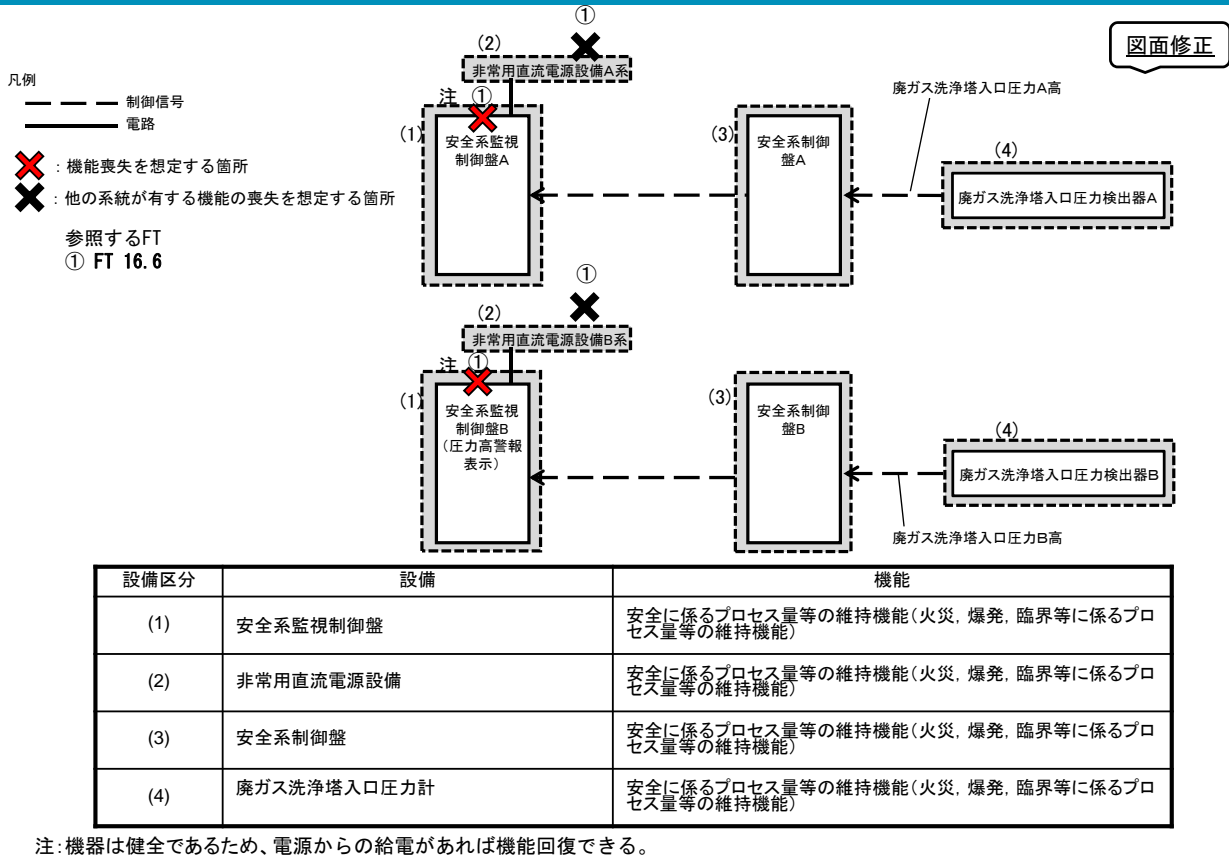 図面修正
凡例
制御信号
電路
：機能喪失を想定する箇所
：他の系統が有する機能の喪失を想定する箇所
参照するFT
① FT 16.6
①
(2)
非常用直流電源設備A系
注 ①
(1)
安全系監視
制御盤A
(3)
安全系制御
盤A
廃ガス洗浄塔入口圧力A高
(4)
廃ガス洗浄塔入口圧力検出器A
①
(2)
非常用直流電源設備B系
注 ①
(1)
安全系監視
制御盤B
（圧力高警報
表示）
(3)
安全系制御
盤B
(4)
廃ガス洗浄塔入口圧力検出器B
廃ガス洗浄塔入口圧力B高
設備区分 設備 機能
(1) 安全系監視制御盤 安全に係るプロセス量等の維持機能（火災，爆発，臨界等に係るプロ
セス量等の維持機能）
(2) 非常用直流電源設備 安全に係るプロセス量等の維持機能（火災，爆発，臨界等に係るプロ
セス量等の維持機能）
(3) 安全系制御盤 安全に係るプロセス量等の維持機能（火災，爆発，臨界等に係るプロ
セス量等の維持機能）
(4) 廃ガス洗浄塔入口圧力計 安全に係るプロセス量等の維持機能（火災，爆発，臨界等に係るプロ
セス量等の維持機能）
注：機器は健全であるため、電源からの給電があれば機能回復できる。